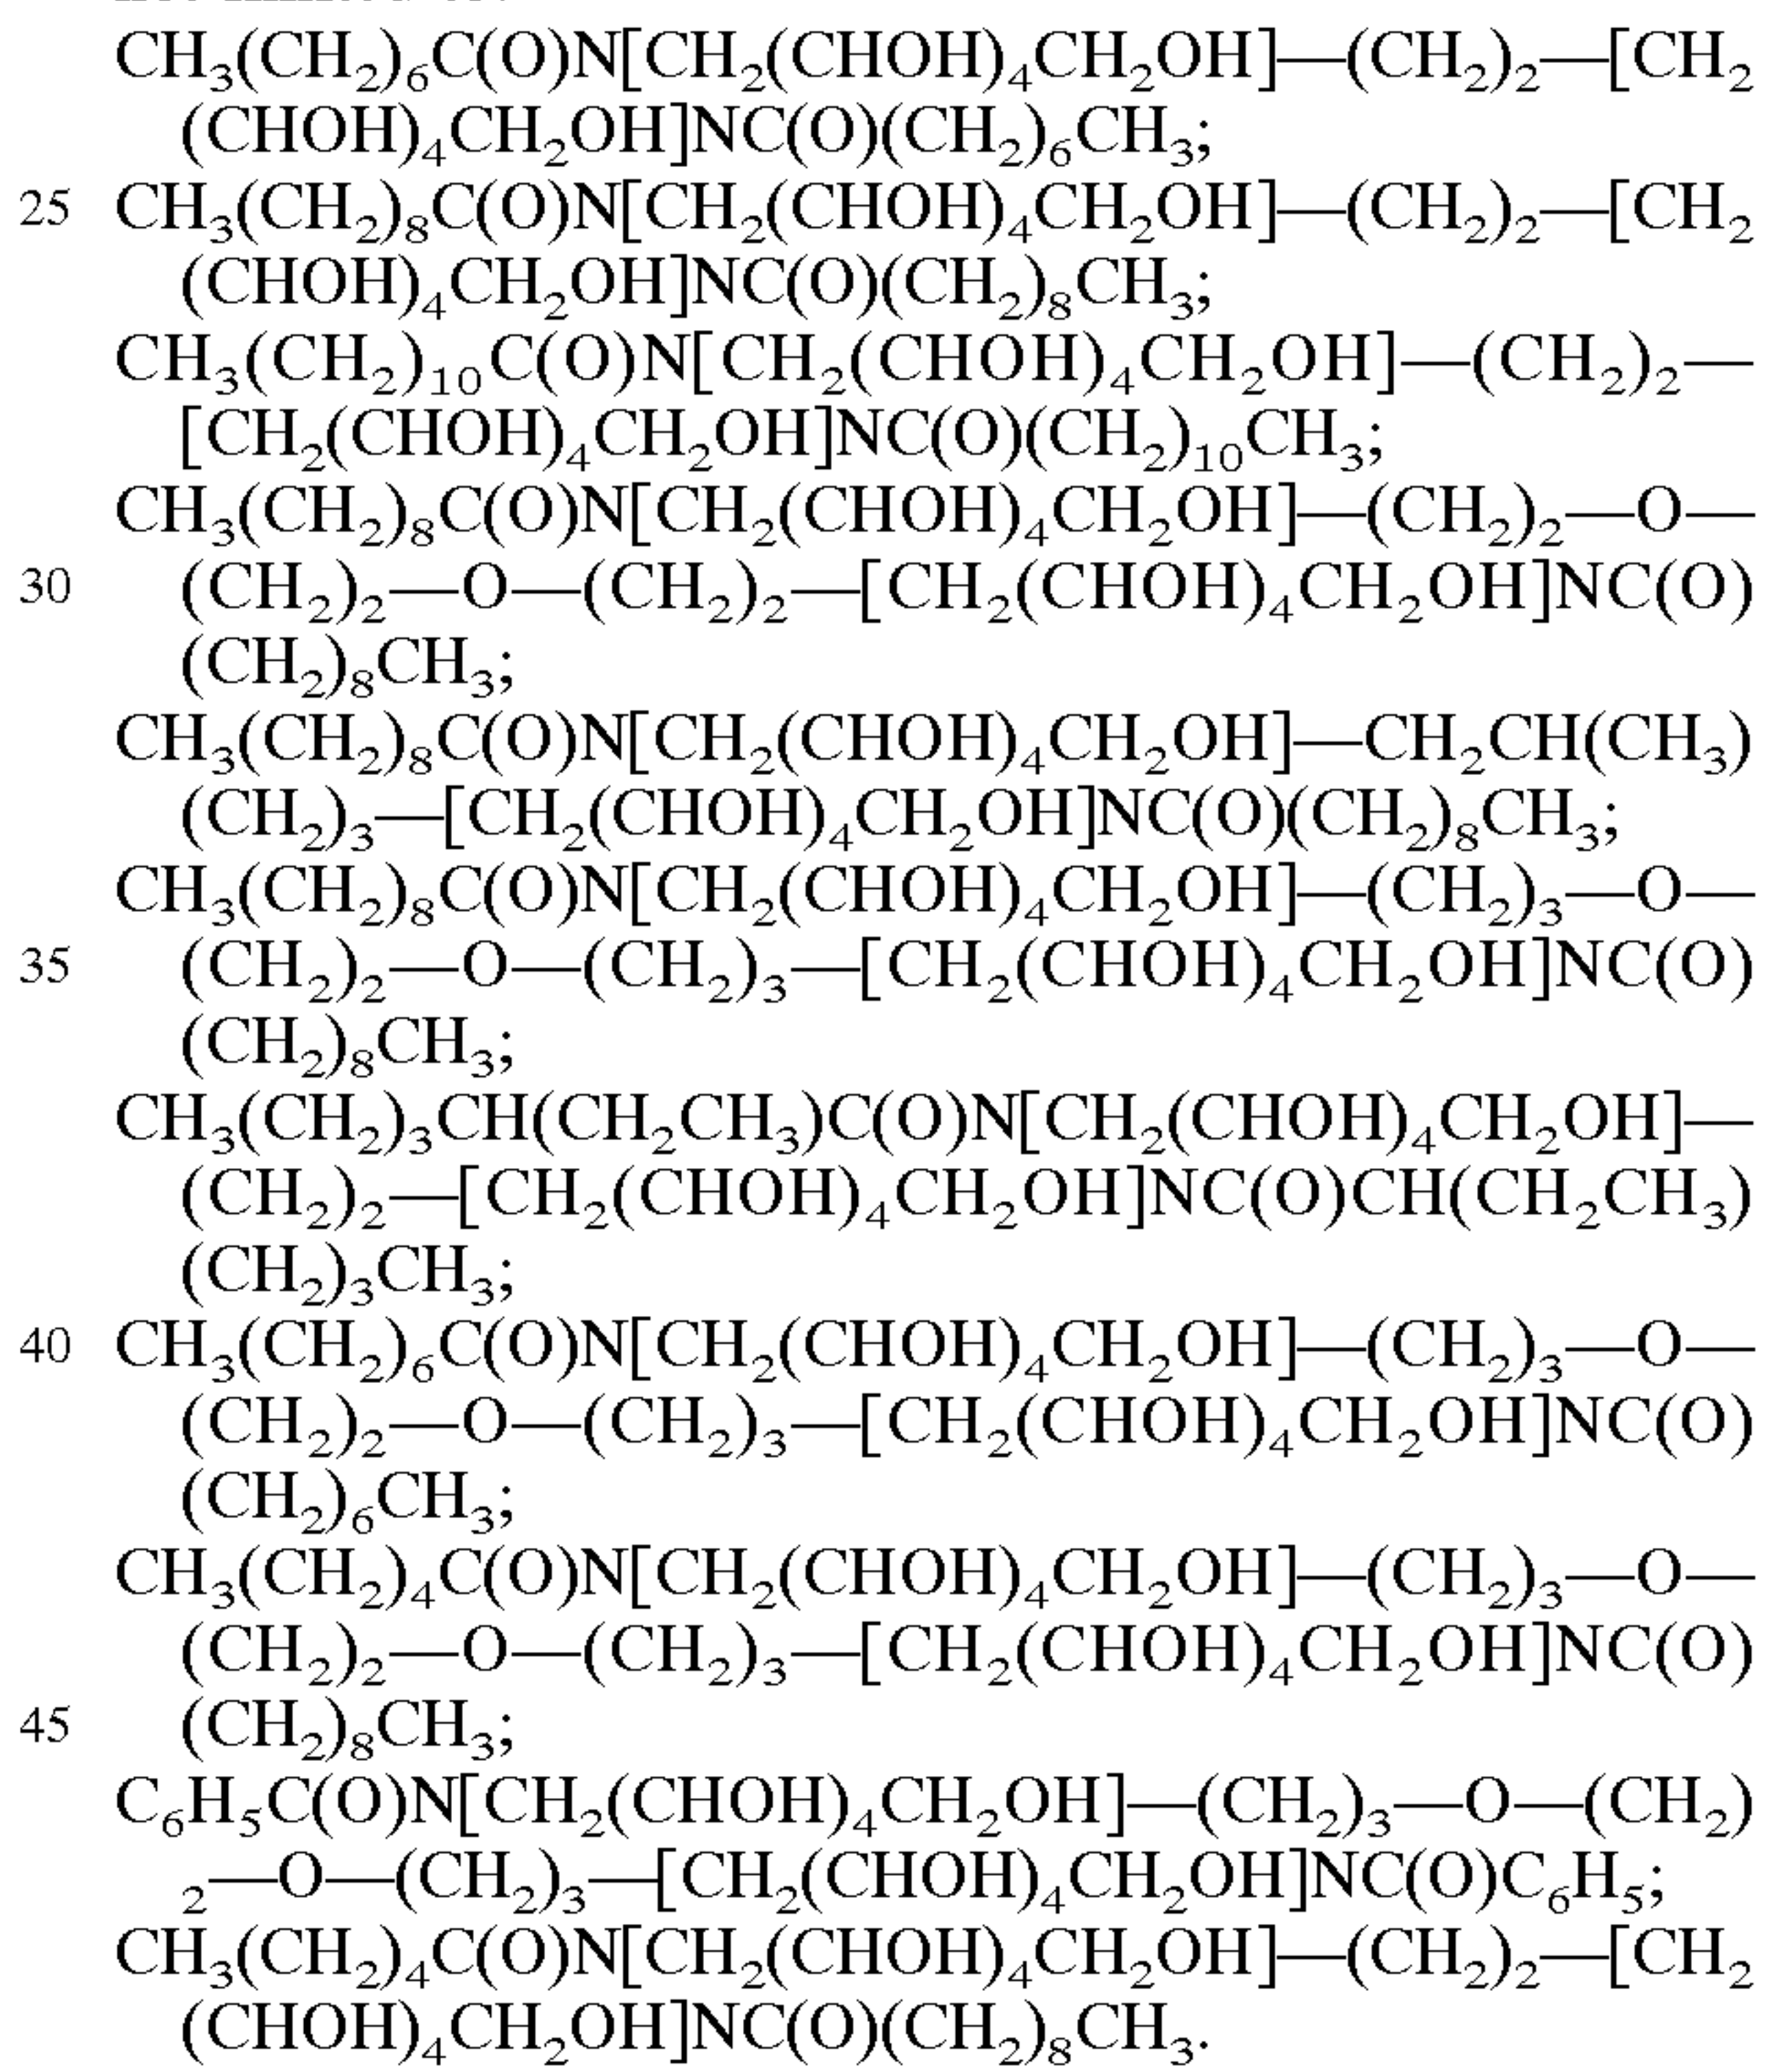 CH₃(CH₂)₆C(O)N[CH₂(CHOH)₄CH₂OH]—(CH₂)₂—[CH₂
(CHOH)₄CH₂OH]NC(O)(CH₂)₆CH₃;
25 CH₃(CH₂)₈C(O)N[CH₂(CHOH)₄CH₂OH]—(CH₂)₂—[CH₂
(CHOH)₄CH₂OH]NC(O)(CH₂)₈CH₃;
CH₃(CH₂)₁₀C(O)N[CH₂(CHOH)₄CH₂OH]—(CH₂)₂—
[CH₂(CHOH)₄CH₂OH]NC(O)(CH₂)₁₀CH₃;
CH₃(CH₂)₈C(O)N[CH₂(CHOH)₄CH₂OH]—(CH₂)₂—O—
30 (CH₂)₂—O—(CH₂)₂—[CH₂(CHOH)₄CH₂OH]NC(O)
(CH₂)₈CH₃;
CH₃(CH₂)₈C(O)N[CH₂(CHOH)₄CH₂OH]—CH₂CH(CH₃)
(CH₂)₃—[CH₂(CHOH)₄CH₂OH]NC(O)(CH₂)₈CH₃;
CH₃(CH₂)₈C(O)N[CH₂(CHOH)₄CH₂OH]—(CH₂)₃—O—
35 (CH₂)₂—O—(CH₂)₃—[CH₂(CHOH)₄CH₂OH]NC(O)
(CH₂)₈CH₃;
CH₃(CH₂)₃CH(CH₂CH₃)C(O)N[CH₂(CHOH)₄CH₂OH]—
(CH₂)₂—[CH₂(CHOH)₄CH₂OH]NC(O)CH(CH₂CH₃)
(CH₂)₃CH₃;
40 CH₃(CH₂)₆C(O)N[CH₂(CHOH)₄CH₂OH]—(CH₂)₃—O—
(CH₂)₂—O—(CH₂)₃—[CH₂(CHOH)₄CH₂OH]NC(O)
(CH₂)₆CH₃;
CH₃(CH₂)₄C(O)N[CH₂(CHOH)₄CH₂OH]—(CH₂)₃—O—
(CH₂)₂—O—(CH₂)₃—[CH₂(CHOH)₄CH₂OH]NC(O)
45 (CH₂)₈CH₃;
C₆H₅C(O)N[CH₂(CHOH)₄CH₂OH]—(CH₂)₃—O—(CH₂)
₂—O—(CH₂)₃—[CH₂(CHOH)₄CH₂OH]NC(O)C₆H₅;
CH₃(CH₂)₄C(O)N[CH₂(CHOH)₄CH₂OH]—(CH₂)₂—[CH₂
(CHOH)₄CH₂OH]NC(O)(CH₂)₈CH₃.